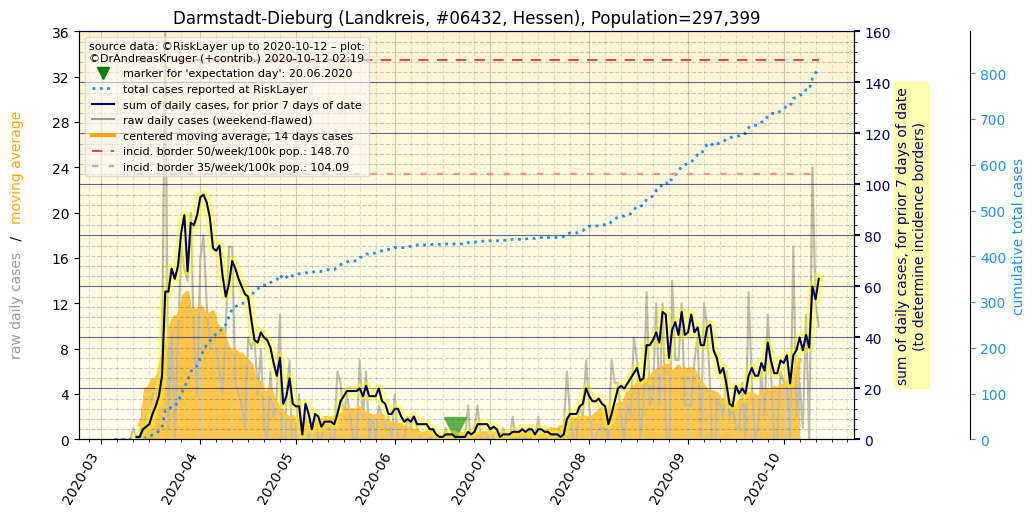 Darmstadt-Dieburg (Landkreis, #06432, Hessen), Population=297,399
source data: ©RiskLayer up to 2020-10-12 – plot:
©DrAndreasKruger (+contrib.) 2020-10-12 02:19
marker for 'expectation day': 20.06.2020
total cases reported at RiskLayer
sum of daily cases, for prior 7 days of date
raw daily cases (weekend-flawed)
centered moving average, 14 days cases
incid. border 50/week/100k pop.: 148.70
incid. border 35/week/100k pop.: 104.09
raw daily cases / moving average
36
32
28
24
20
16
12
8
4
0
2020-03
2020-04
2020-05
2020-06
2020-07
2020-08
2020-09
2020-10
160
140
120
100
80
60
40
20
0
sum of daily cases, for prior 7 days of date
(to determine incidence borders)
800
700
600
500
400
300
200
100
0
cumulative total cases